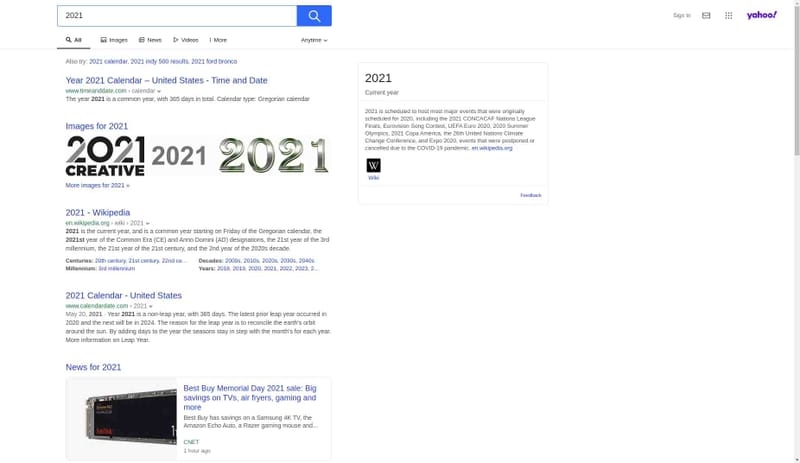 2021
Sign In
yahoo!
All
Images
News
Videos
More
Anytime
Also try: 2021 calendar, 2021 indy 500 results, 2021 ford bronco
Year 2021 Calendar – United States - Time and Date
www.timeanddate.com › calendar
The year 2021 is a common year, with 365 days in total. Calendar type: Gregorian calendar
Images for 2021
2021 CREATIVE
2021
2021
More images for 2021 »
2021 - Wikipedia
en.wikipedia.org › wiki › 2021
2021 is the current year, and is a common year starting on Friday of the Gregorian calendar, the
2021st year of the Common Era (CE) and Anno Domini (AD) designations, the 21st year of the 3rd
millennium, the 21st year of the 21st century, and the 2nd year of the 2020s decade.
Centuries: 20th century, 21st century, 22nd ce...
Decades: 2000s, 2010s, 2020s, 2030s, 2040s.
Millennium: 3rd millennium
Years: 2018, 2019, 2020, 2021, 2022, 2023, 2...
2021 Calendar - United States
www.calendardate.com › 2021
May 20, 2021 · Year 2021 is a non-leap year, with 365 days. The latest prior leap year occurred in
2020 and the next will be in 2024. The reason for the leap year is to reconcile the earth's orbit
around the sun. By adding days to the year the seasons stay in step with the month's for each year.
More information on Leap Year.
News for 2021
Best Buy Memorial Day 2021 sale: Big
savings on TVs, air fryers, gaming and
more
Best Buy has savings on a Samsung 4K TV, the
Amazon Echo Auto, a Razer gaming mouse and...
CNET
1 hour ago
2021
Current year
2021 is scheduled to host most major events that were originally
scheduled for 2020, including the 2021 CONCACAF Nations League
Finals, Eurovision Song Contest, UEFA Euro 2020, 2020 Summer
Olympics, 2021 Copa América, the 26th United Nations Climate
Change Conference, and Expo 2020, events that were postponed or
cancelled due to the COVID-19 pandemic. en.wikipedia.org
W
Wiki
Feedback